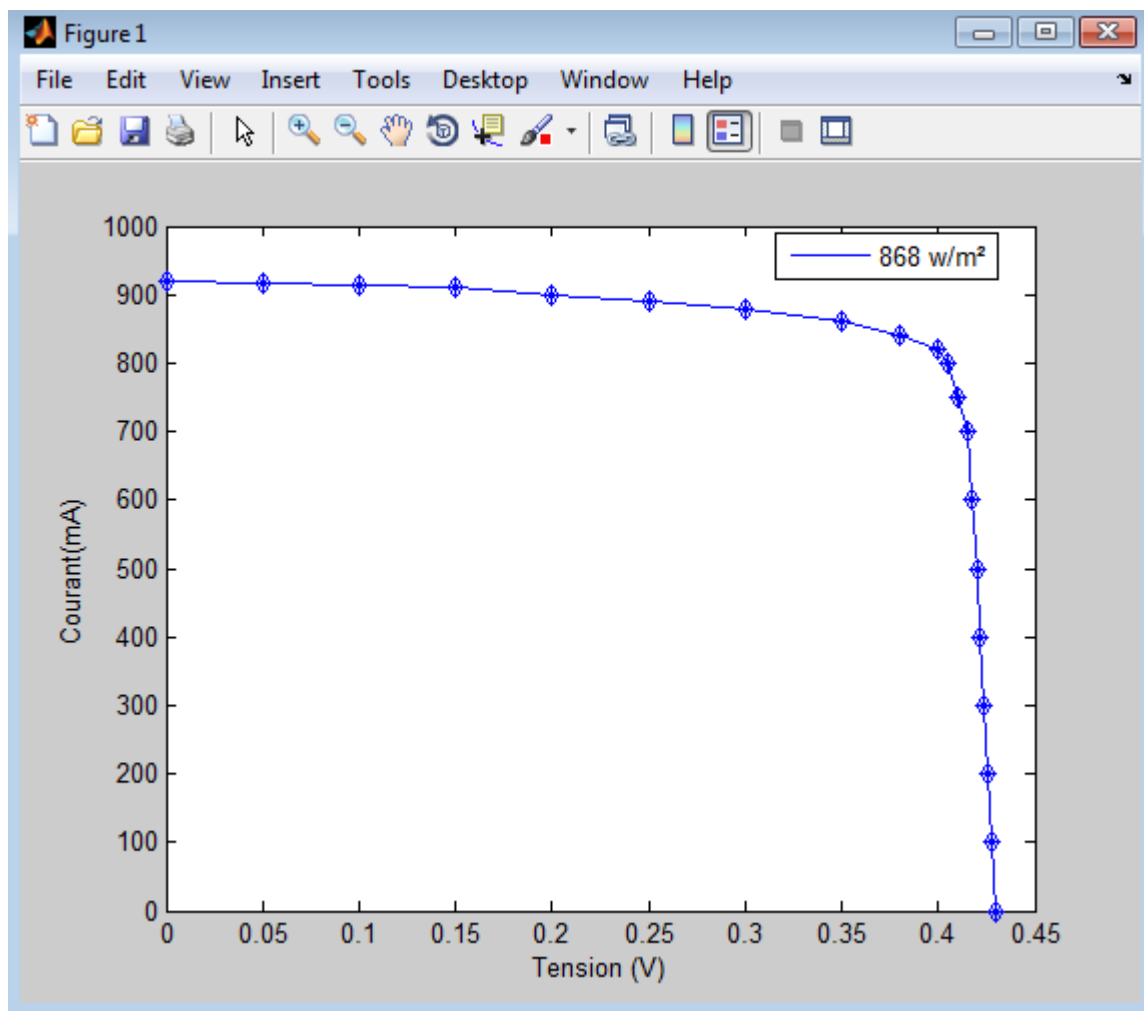 Figure 1
File Edit View Insert Tools Desktop Window Help
1000
900
800
700
600
500
400
300
200
100
0
868 w/m²
Courant(mA)
0 0.05 0.1 0.15 0.2 0.25 0.3 0.35 0.4 0.45
Tension (V)